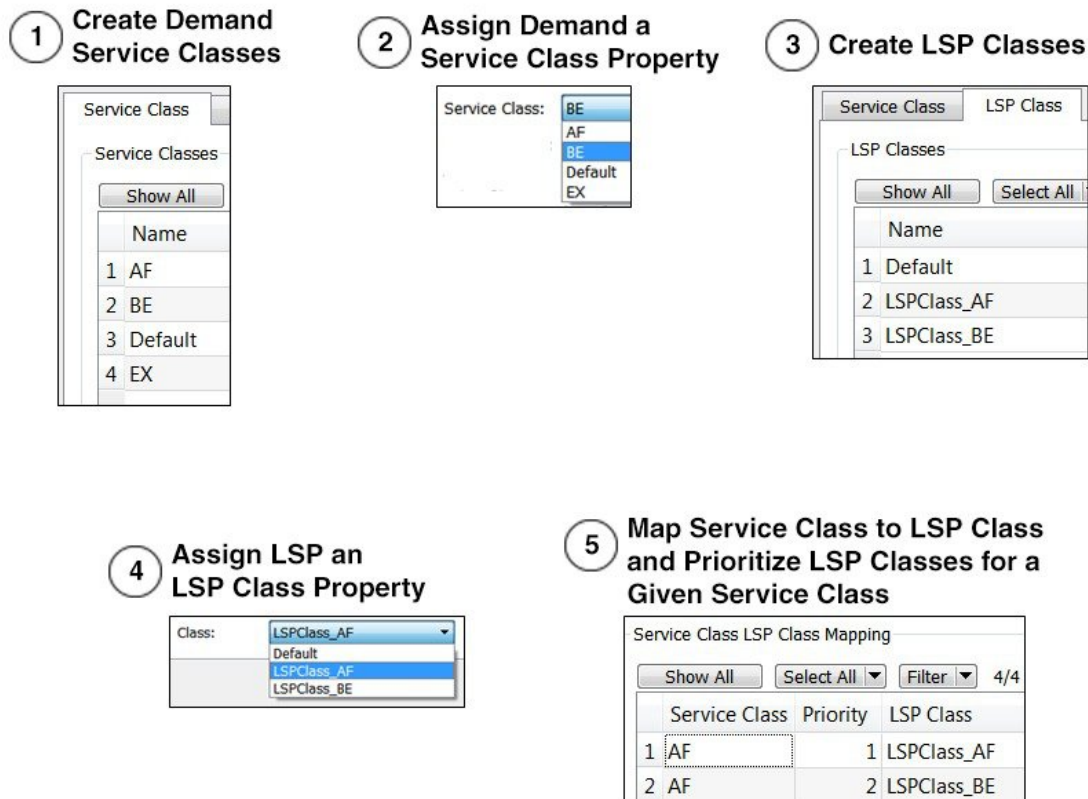 1
Create Demand
Service Classes
Service Class
Service Classes
Show All
Name
1 AF
2 BE
3 Default
4 EX
2
Assign Demand a
Service Class Property
Service Class: BE
AF
BE
Default
EX
3
Create LSP Classes
Service Class LSP Class
LSP Classes
Show All Select All
Name
1 Default
2 LSPClass_AF
3 LSPClass_BE
4
Assign LSP an
LSP Class Property
Class: LSPClass_AF
Default
LSPClass_AF
LSPClass_BE
5
Map Service Class to LSP Class
and Prioritize LSP Classes for a
Given Service Class
Service Class LSP Class Mapping
Show All Select All Filter 4/4
Service Class Priority LSP Class
1 AF 1 LSPClass_AF
2 AF 2 LSPClass_BE